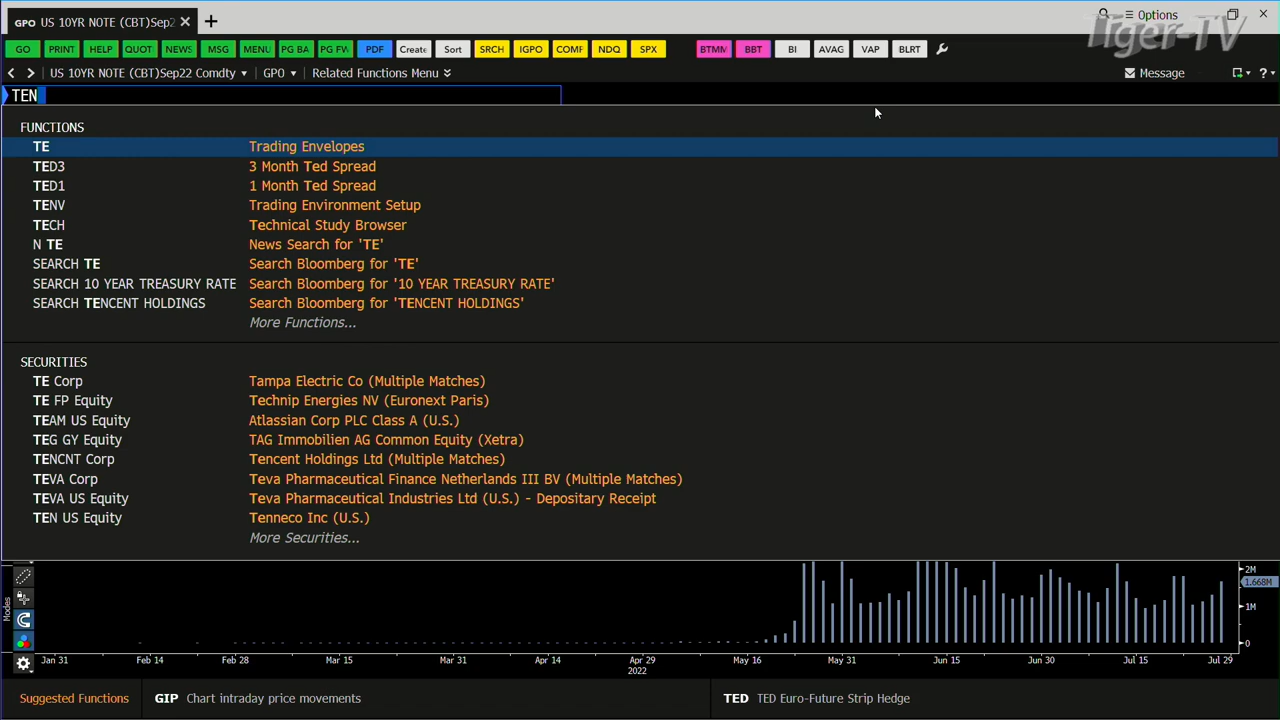 GPO US 10YR NOTE (CBT)Sep2
Options
Tiger-TV
GO PRINT HELP QUOT NEWS MSG MENU PG BA PG FW PDF Create Sort SRCH IGPO COMF NDQ SPX BTMM BBT BI AVAG VAP BLRT
US 10YR NOTE (CBT)Sep22 Comdty GPO Related Functions Menu Message ?
TEN
FUNCTIONS
TE Trading Envelopes
TED3 3 Month Ted Spread
TED1 1 Month Ted Spread
TENV Trading Environment Setup
TECH Technical Study Browser
N TE News Search for 'TE'
SEARCH TE Search Bloomberg for 'TE'
SEARCH 10 YEAR TREASURY RATE Search Bloomberg for '10 YEAR TREASURY RATE'
SEARCH TENCENT HOLDINGS Search Bloomberg for 'TENCENT HOLDINGS'
More Functions...
SECURITIES
TE Corp Tampa Electric Co (Multiple Matches)
TE FP Equity Technip Energies NV (Euronext Paris)
TEAM US Equity Atlassian Corp PLC Class A (U.S.)
TEG GY Equity TAG Immobilien AG Common Equity (Xetra)
TENCNT Corp Tencent Holdings Ltd (Multiple Matches)
TEVA Corp Teva Pharmaceutical Finance Netherlands III BV (Multiple Matches)
TEVA US Equity Teva Pharmaceutical Industries Ltd (U.S.) - Depositary Receipt
TEN US Equity Tenneco Inc (U.S.)
More Securities...
Modes
2M
1.668M
1M
0
Jan 31 Feb 14 Feb 28 Mar 15 Mar 31 Apr 14 Apr 29 May 16 May 31 Jun 15 Jun 30 Jul 15 Jul 29
2022
Suggested Functions GIP Chart intraday price movements TED TED Euro-Future Strip Hedge